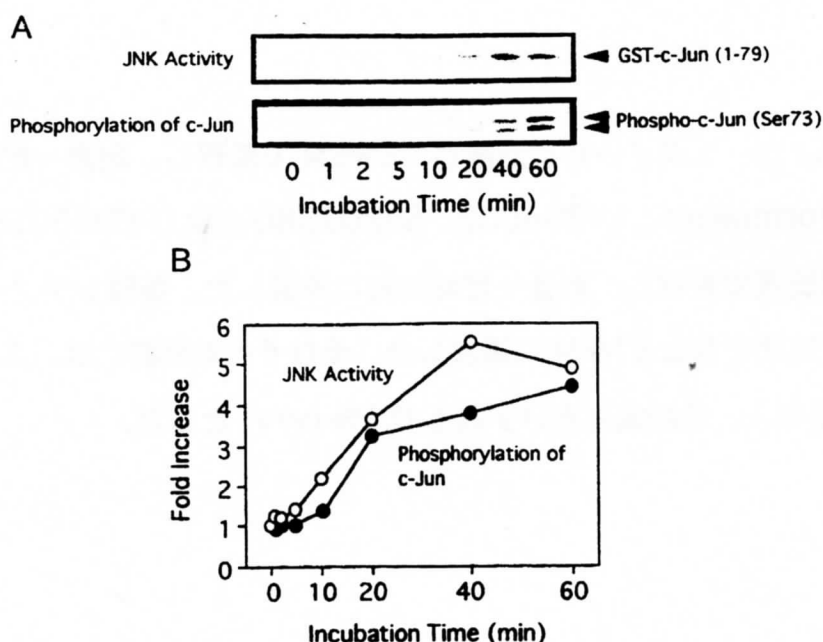 A
JNK Activity
GST-c-Jun (1-79)
Phosphorylation of c-Jun
Phospho-c-Jun (Ser73)
0 1 2 5 10 20 40 60
Incubation Time (min)
B
6
5
4
3
2
1
0
Fold Increase
JNK Activity
Phosphorylation of
c-Jun
0 10 20 40 60
Incubation Time (min)